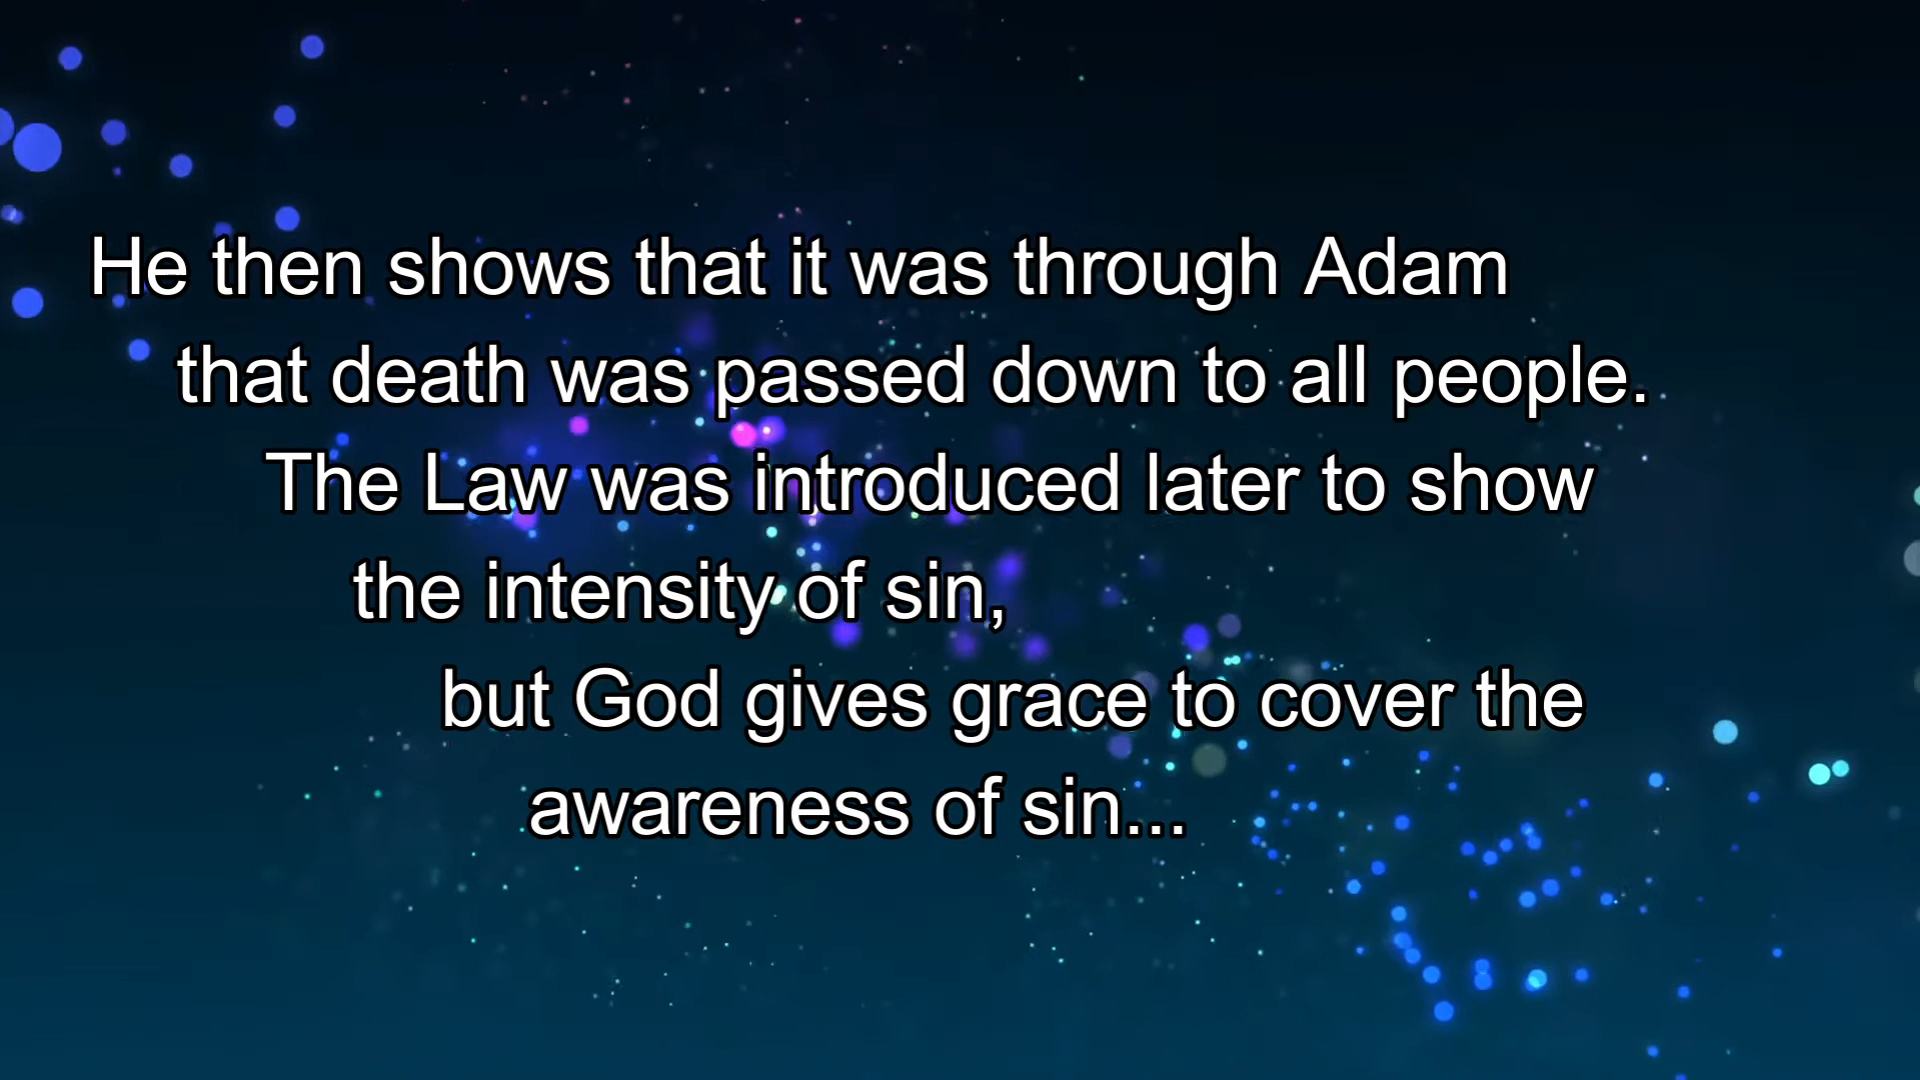 He then shows that it was through Adam
that death was passed down to all people.
The Law was introduced later to show
the intensity of sin,
but God gives grace to cover the
awareness of sin...